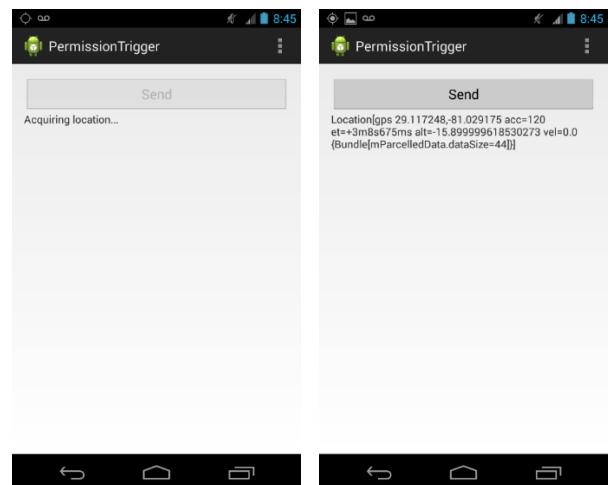 8:45
PermissionTrigger
Send
Acquiring location...
8:45
PermissionTrigger
Send
Location[gps 29.117248,-81.029175 acc=120
et=+3m8s675ms alt=-15.899999618530273 vel=0.0
{Bundle[mParcelledData.dataSize=44]}]